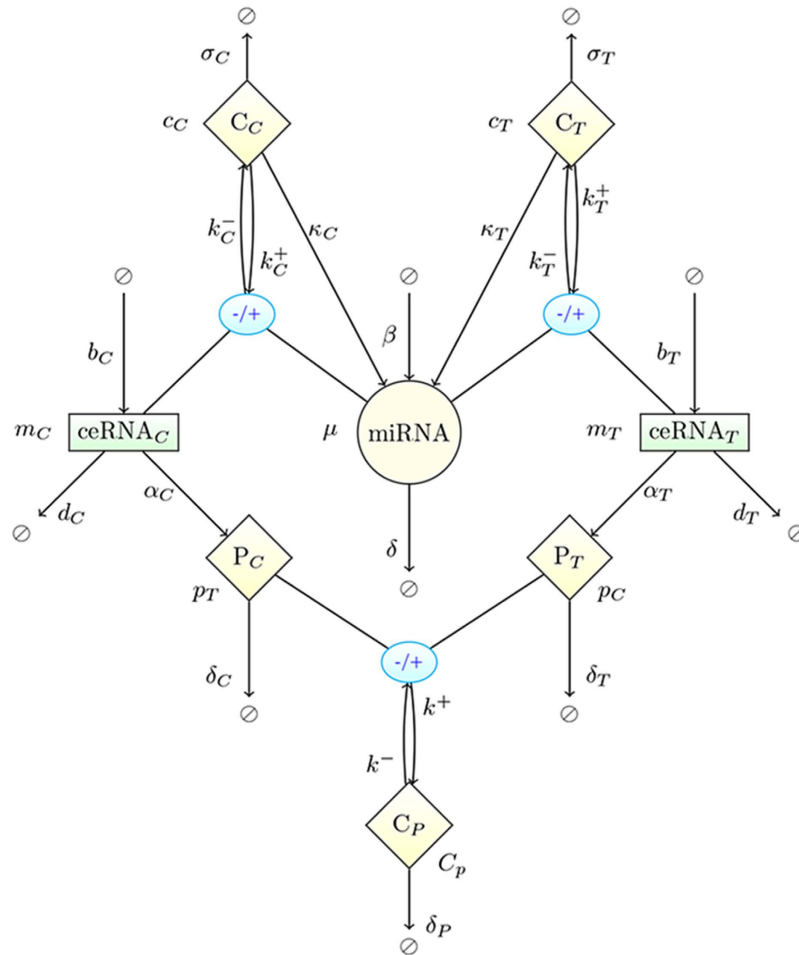 ∅ ∅
σ_C σ_T
c_C C_C c_T C_T
k_C^- κ_C κ_T k_T^+
k_C^+ k_T^-
∅ ∅ ∅
-/+ -/+
b_C β b_T
m_C ceRNA_C μ miRNA m_T ceRNA_T
d_C α_C α_T d_T
∅ δ ∅
P_C P_T
p_T ∅ p_C
-/+
δ_C δ_T
∅ k^+ ∅
k^-
C_P
C_p
δ_P
∅